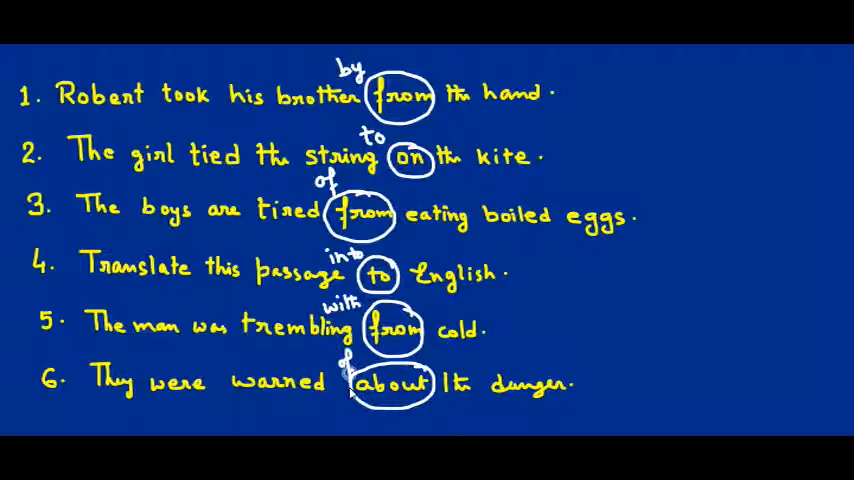 by
1. Robert took his brother from the hand.
to
2. The girl tied the string on the kite.
of
3. The boys are tired from eating boiled eggs.
into
4. Translate this passage to English.
with
5. The man was trembling from cold.
of
6. They were warned about the danger.